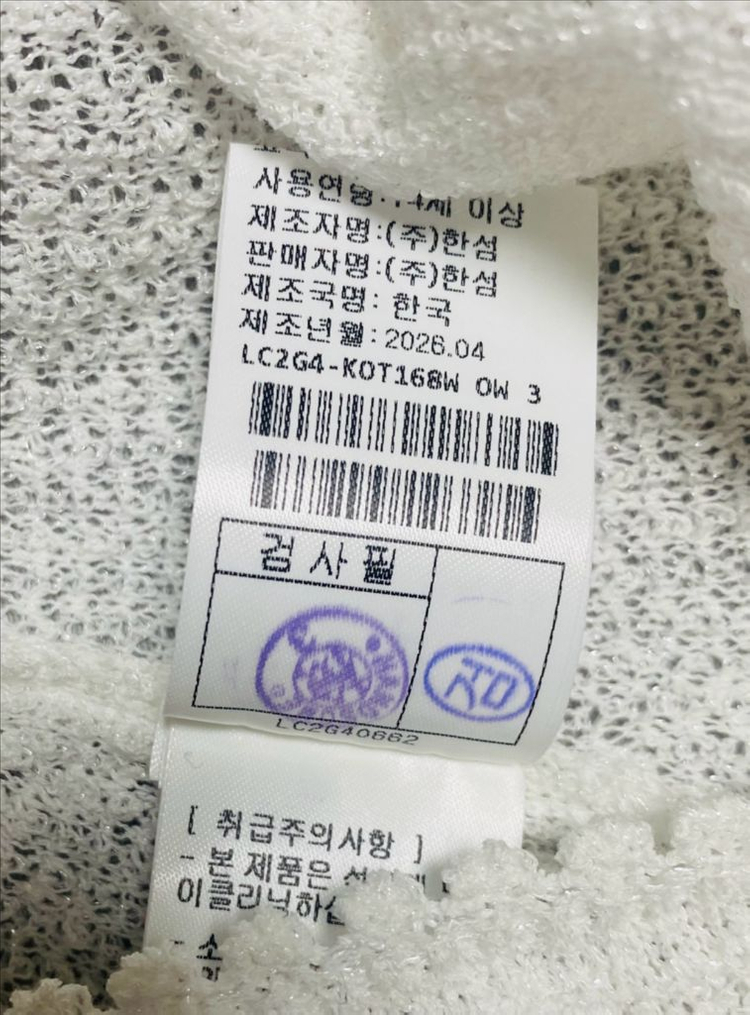 사용연령:14세 이상
제조자명:(주)한섬
판매자명:(주)한섬
제조국명: 한국
제조년월:2026.04
LC2G4-KOT168W OW 3
검사필
LC2G40662
[ 취급주의사항 ]
- 본 제품은
이클리닝하십
- 소